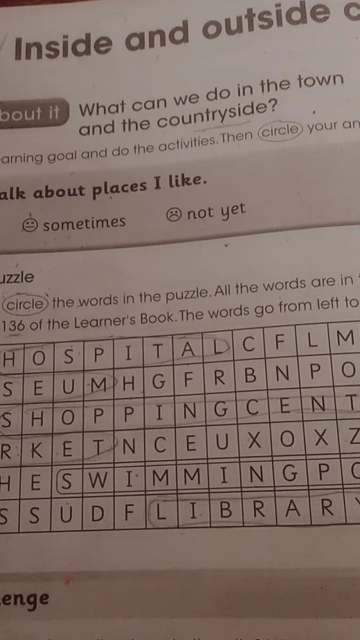 Inside and outside c
bout it What can we do in the town
and the countryside?
arning goal and do the activities. Then circle your an
alk about places I like.
sometimes not yet
uzzle
circle the words in the puzzle. All the words are in
136 of the Learner's Book. The words go from left to
H O S P I T A L C F L M
S E U M H G F R B N P O
S H O P P I N G C E N T
R K E T N C E U X O X Z
H E S W I M M I N G P O
S S U D F L I B R A R Y
enge